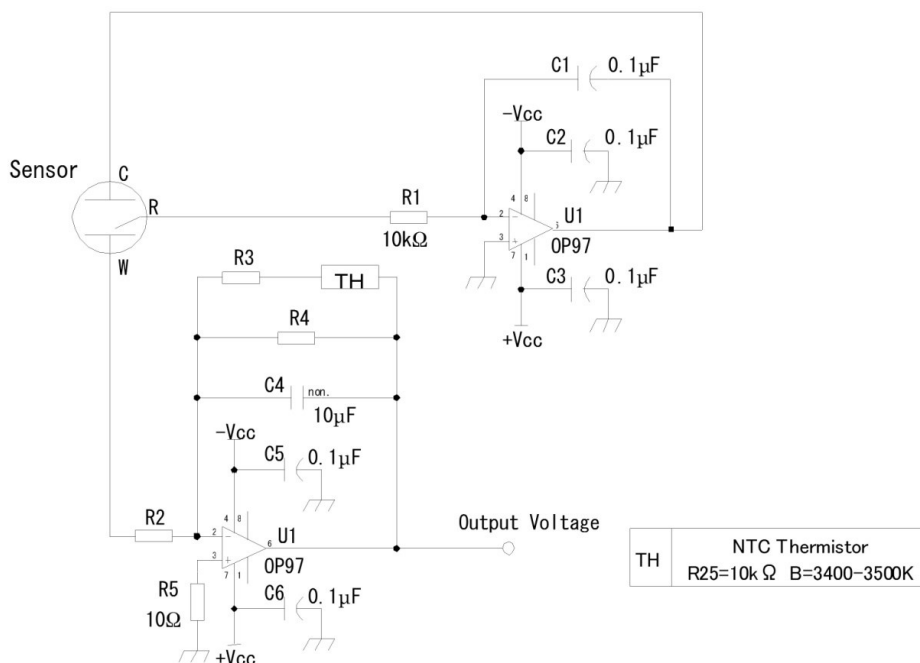 C1 0.1μF
-Vcc
C2 0.1μF
Sensor
C
R
R1
10kΩ
4 8
2
U1
6
3
OP97
7 1
W
C3 0.1μF
+Vcc
R3
TH
R4
C4 non.
10μF
-Vcc
C5 0.1μF
R2
4 8
2
U1
6
3
OP97
7 1
Output Voltage
R5
10Ω
C6 0.1μF
+Vcc
TH
NTC Thermistor
R25=10kΩ B=3400-3500K